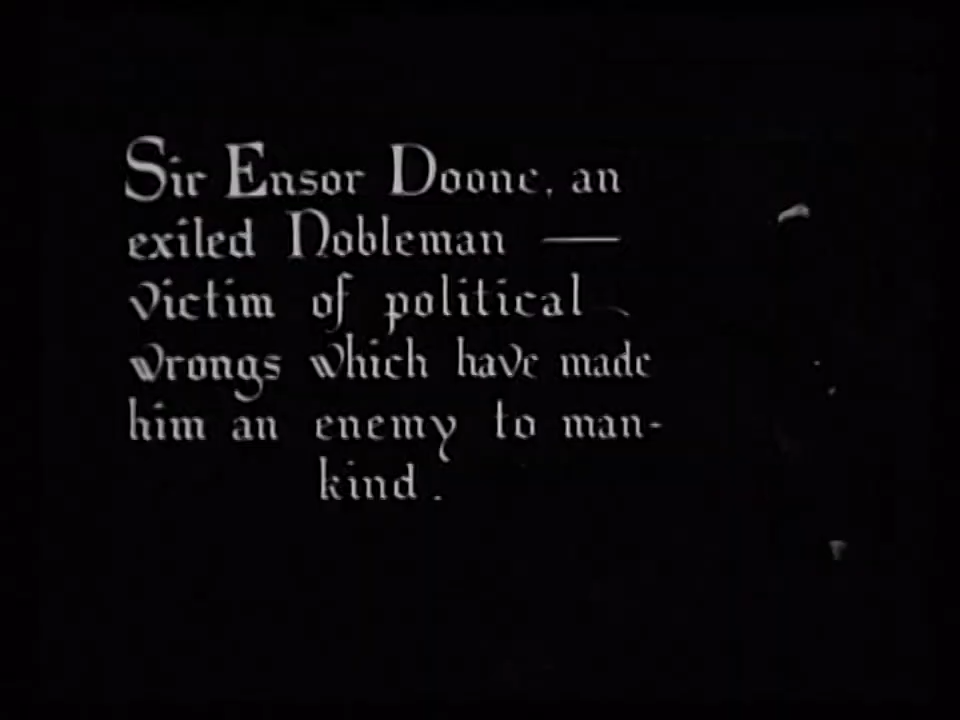 Sir Ensor Doone, an
exiled Nobleman —
victim of political
wrongs which have made
him an enemy to man-
kind.